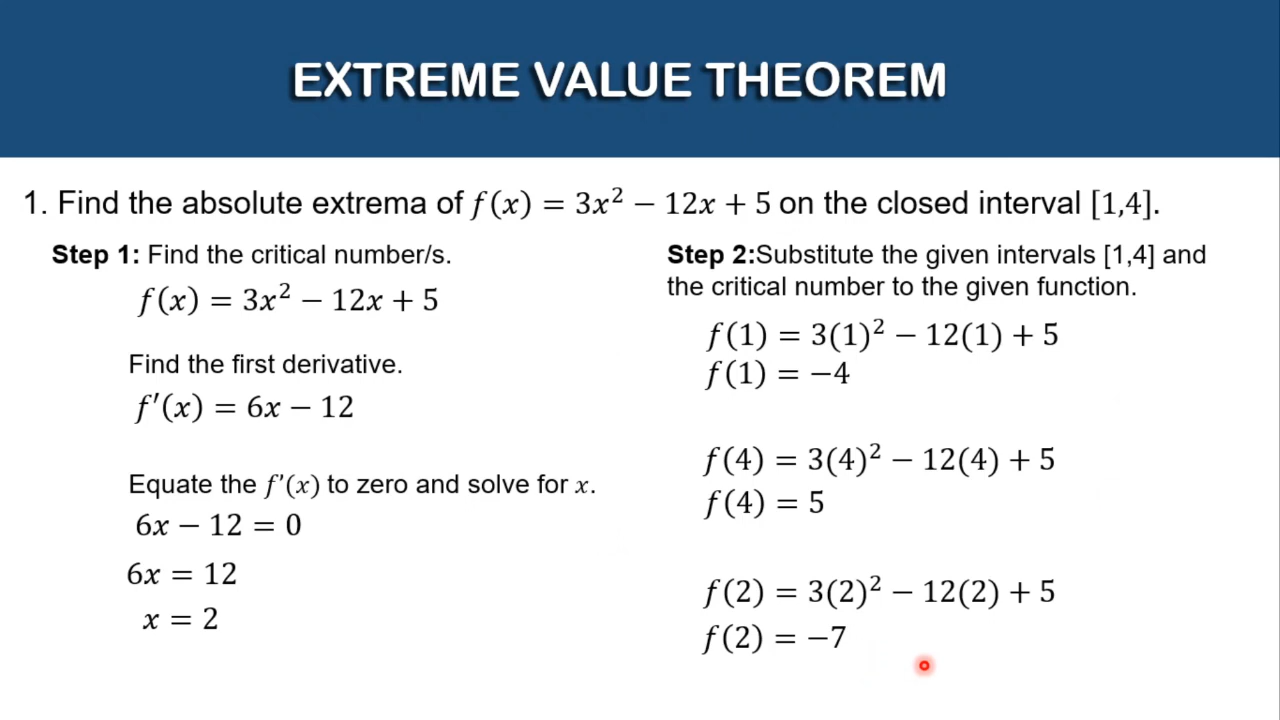 EXTREME VALUE THEOREM
1. Find the absolute extrema of f(x) = 3x² − 12x + 5 on the closed interval [1,4].
Step 1: Find the critical number/s.
f(x) = 3x² − 12x + 5
Find the first derivative.
f′(x) = 6x − 12
Equate the f′(x) to zero and solve for x.
6x − 12 = 0
6x = 12
x = 2
Step 2:Substitute the given intervals [1,4] and
the critical number to the given function.
f(1) = 3(1)² − 12(1) + 5
f(1) = −4
f(4) = 3(4)² − 12(4) + 5
f(4) = 5
f(2) = 3(2)² − 12(2) + 5
f(2) = −7